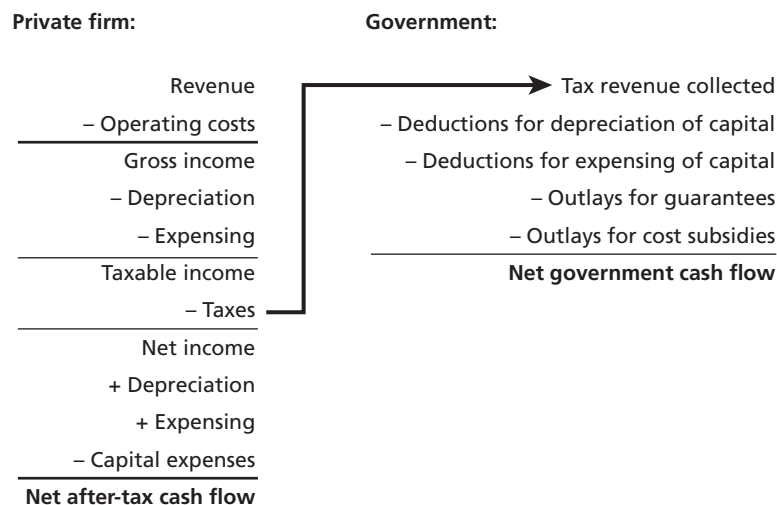 Private firm:
Revenue
– Operating costs
Gross income
– Depreciation
– Expensing
Taxable income
– Taxes
Net income
+ Depreciation
+ Expensing
– Capital expenses
Net after-tax cash flow
Government:
Tax revenue collected
– Deductions for depreciation of capital
– Deductions for expensing of capital
– Outlays for guarantees
– Outlays for cost subsidies
Net government cash flow